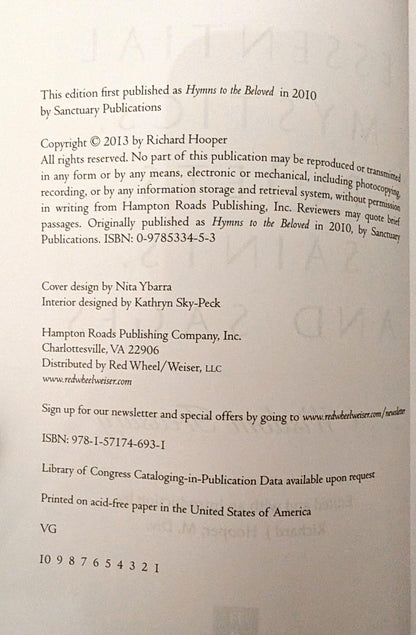 This edition first published as Hymns to the Beloved in 2010
by Sanctuary Publications
Copyright © 2013 by Richard Hooper
All rights reserved. No part of this publication may be reproduced or transmitted
in any form or by any means, electronic or mechanical, including photocopying,
recording, or by any information storage and retrieval system, without permission
in writing from Hampton Roads Publishing, Inc. Reviewers may quote brief
passages. Originally published as Hymns to the Beloved in 2010, by Sanctuary
Publications. ISBN: 0-9785334-5-3
Cover design by Nita Ybarra
Interior designed by Kathryn Sky-Peck
Hampton Roads Publishing Company, Inc.
Charlottesville, VA 22906
Distributed by Red Wheel/Weiser, LLC
www.redwheelweiser.com
Sign up for our newsletter and special offers by going to www.redwheelweiser.com/newsletter
ISBN: 978-1-57174-693-1
Library of Congress Cataloging-in-Publication Data available upon request
Printed on acid-free paper in the United States of America
VG
10 9 8 7 6 5 4 3 2 1